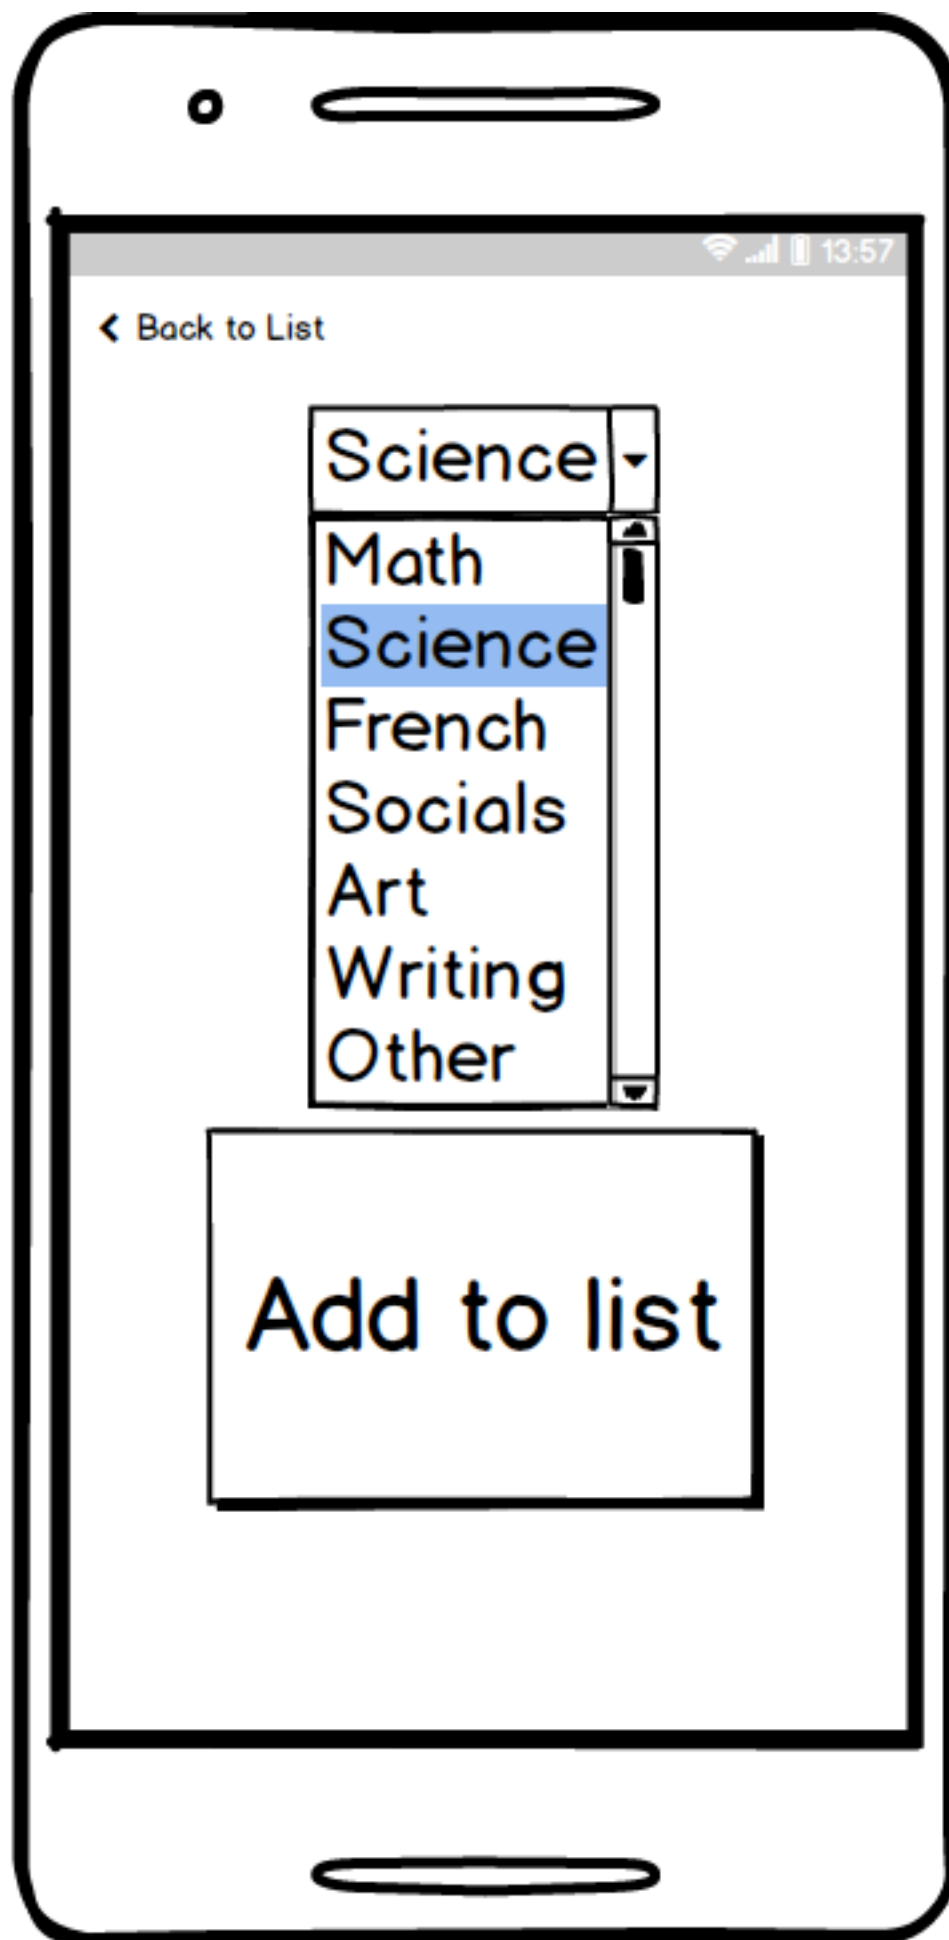 13:57
Back to List
Science
Math
Science
French
Socials
Art
Writing
Other
Add to list